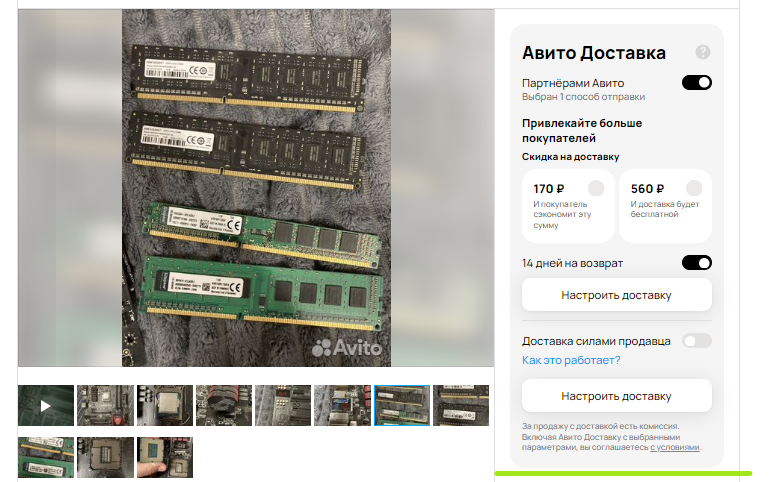 Авито Доставка
?
Партнёрами Авито
Выбран 1 способ отправки
Привлекайте больше
покупателей
Скидка на доставку
170 ₽
И покупатель
сэкономит эту
сумму
560 ₽
И доставка будет
бесплатной
14 дней на возврат
Настроить доставку
Доставка силами продавца
Как это работает?
Настроить доставку
За продажу с доставкой есть комиссия.
Включая Авито Доставку с выбранными
параметрами, вы соглашаетесь с условиями.
Avito